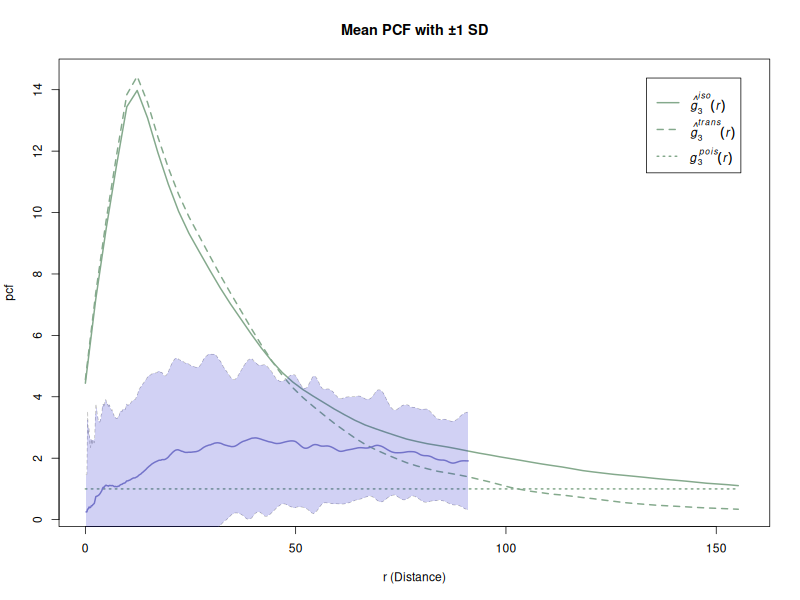 Mean PCF with ±1 SD
pcf
0
2
4
6
8
10
12
14
ĝ₃ⁱˢᵒ(r)
ĝ₃ᵗʳᵃⁿˢ(r)
g₃ᵖᵒⁱˢ(r)
0 50 100 150
r (Distance)